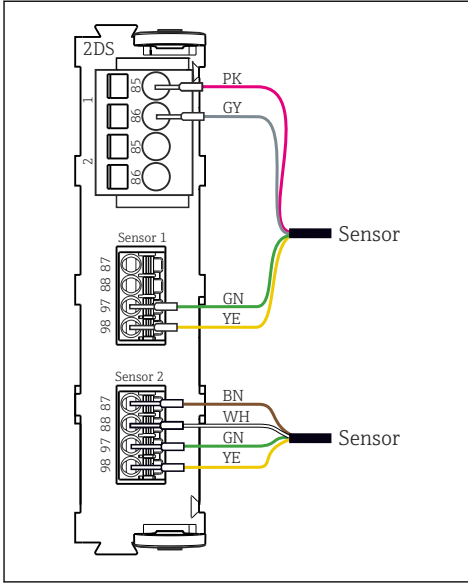 2DS
1
85
PK
86
GY
2
85
86
Sensor
Sensor 1
87
88
97
GN
98
YE
Sensor 2
87
BN
88
WH
97
GN
Sensor
98
YE